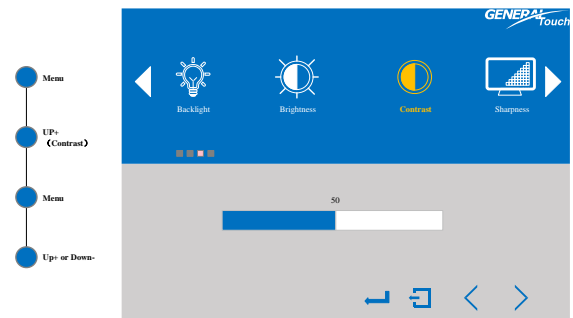 GENERAL
Touch
Menu
UP+
（Contrast）
Menu
Up+ or Down-
Backlight
Brightness
Contrast
Sharpness
50